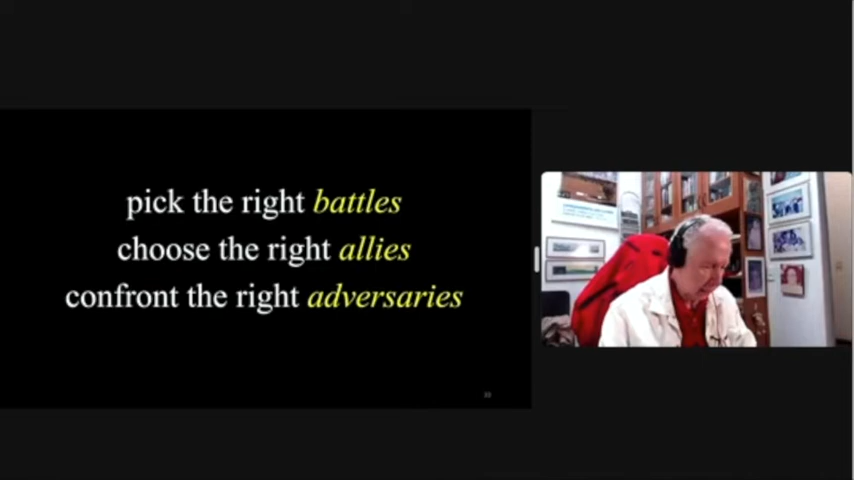 pick the right battles
choose the right allies
confront the right adversaries